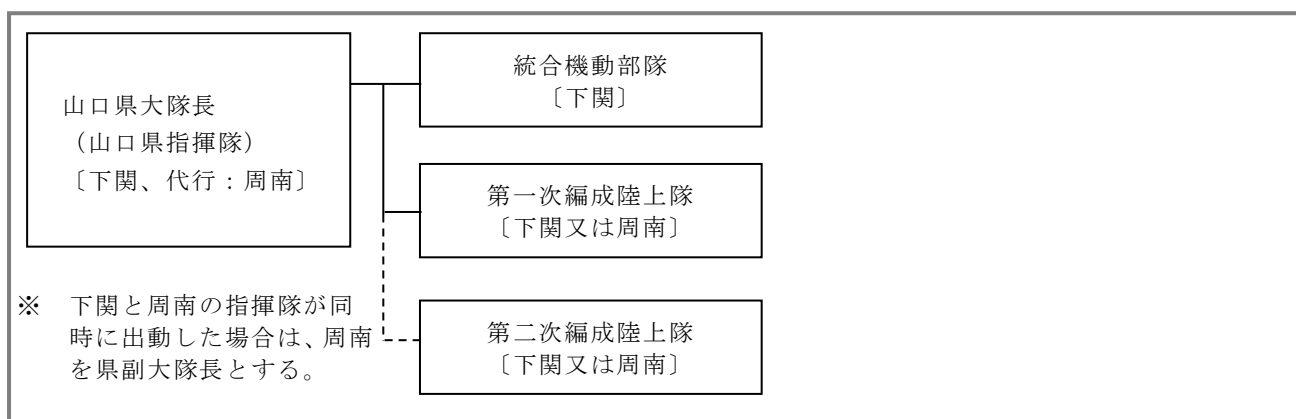 山口県大隊長
（山口県指揮隊）
〔下関、代行：周南〕
統合機動部隊
〔下関〕
第一次編成陸上隊
〔下関又は周南〕
第二次編成陸上隊
〔下関又は周南〕
※　下関と周南の指揮隊が同
時に出動した場合は、周南
を県副大隊長とする。